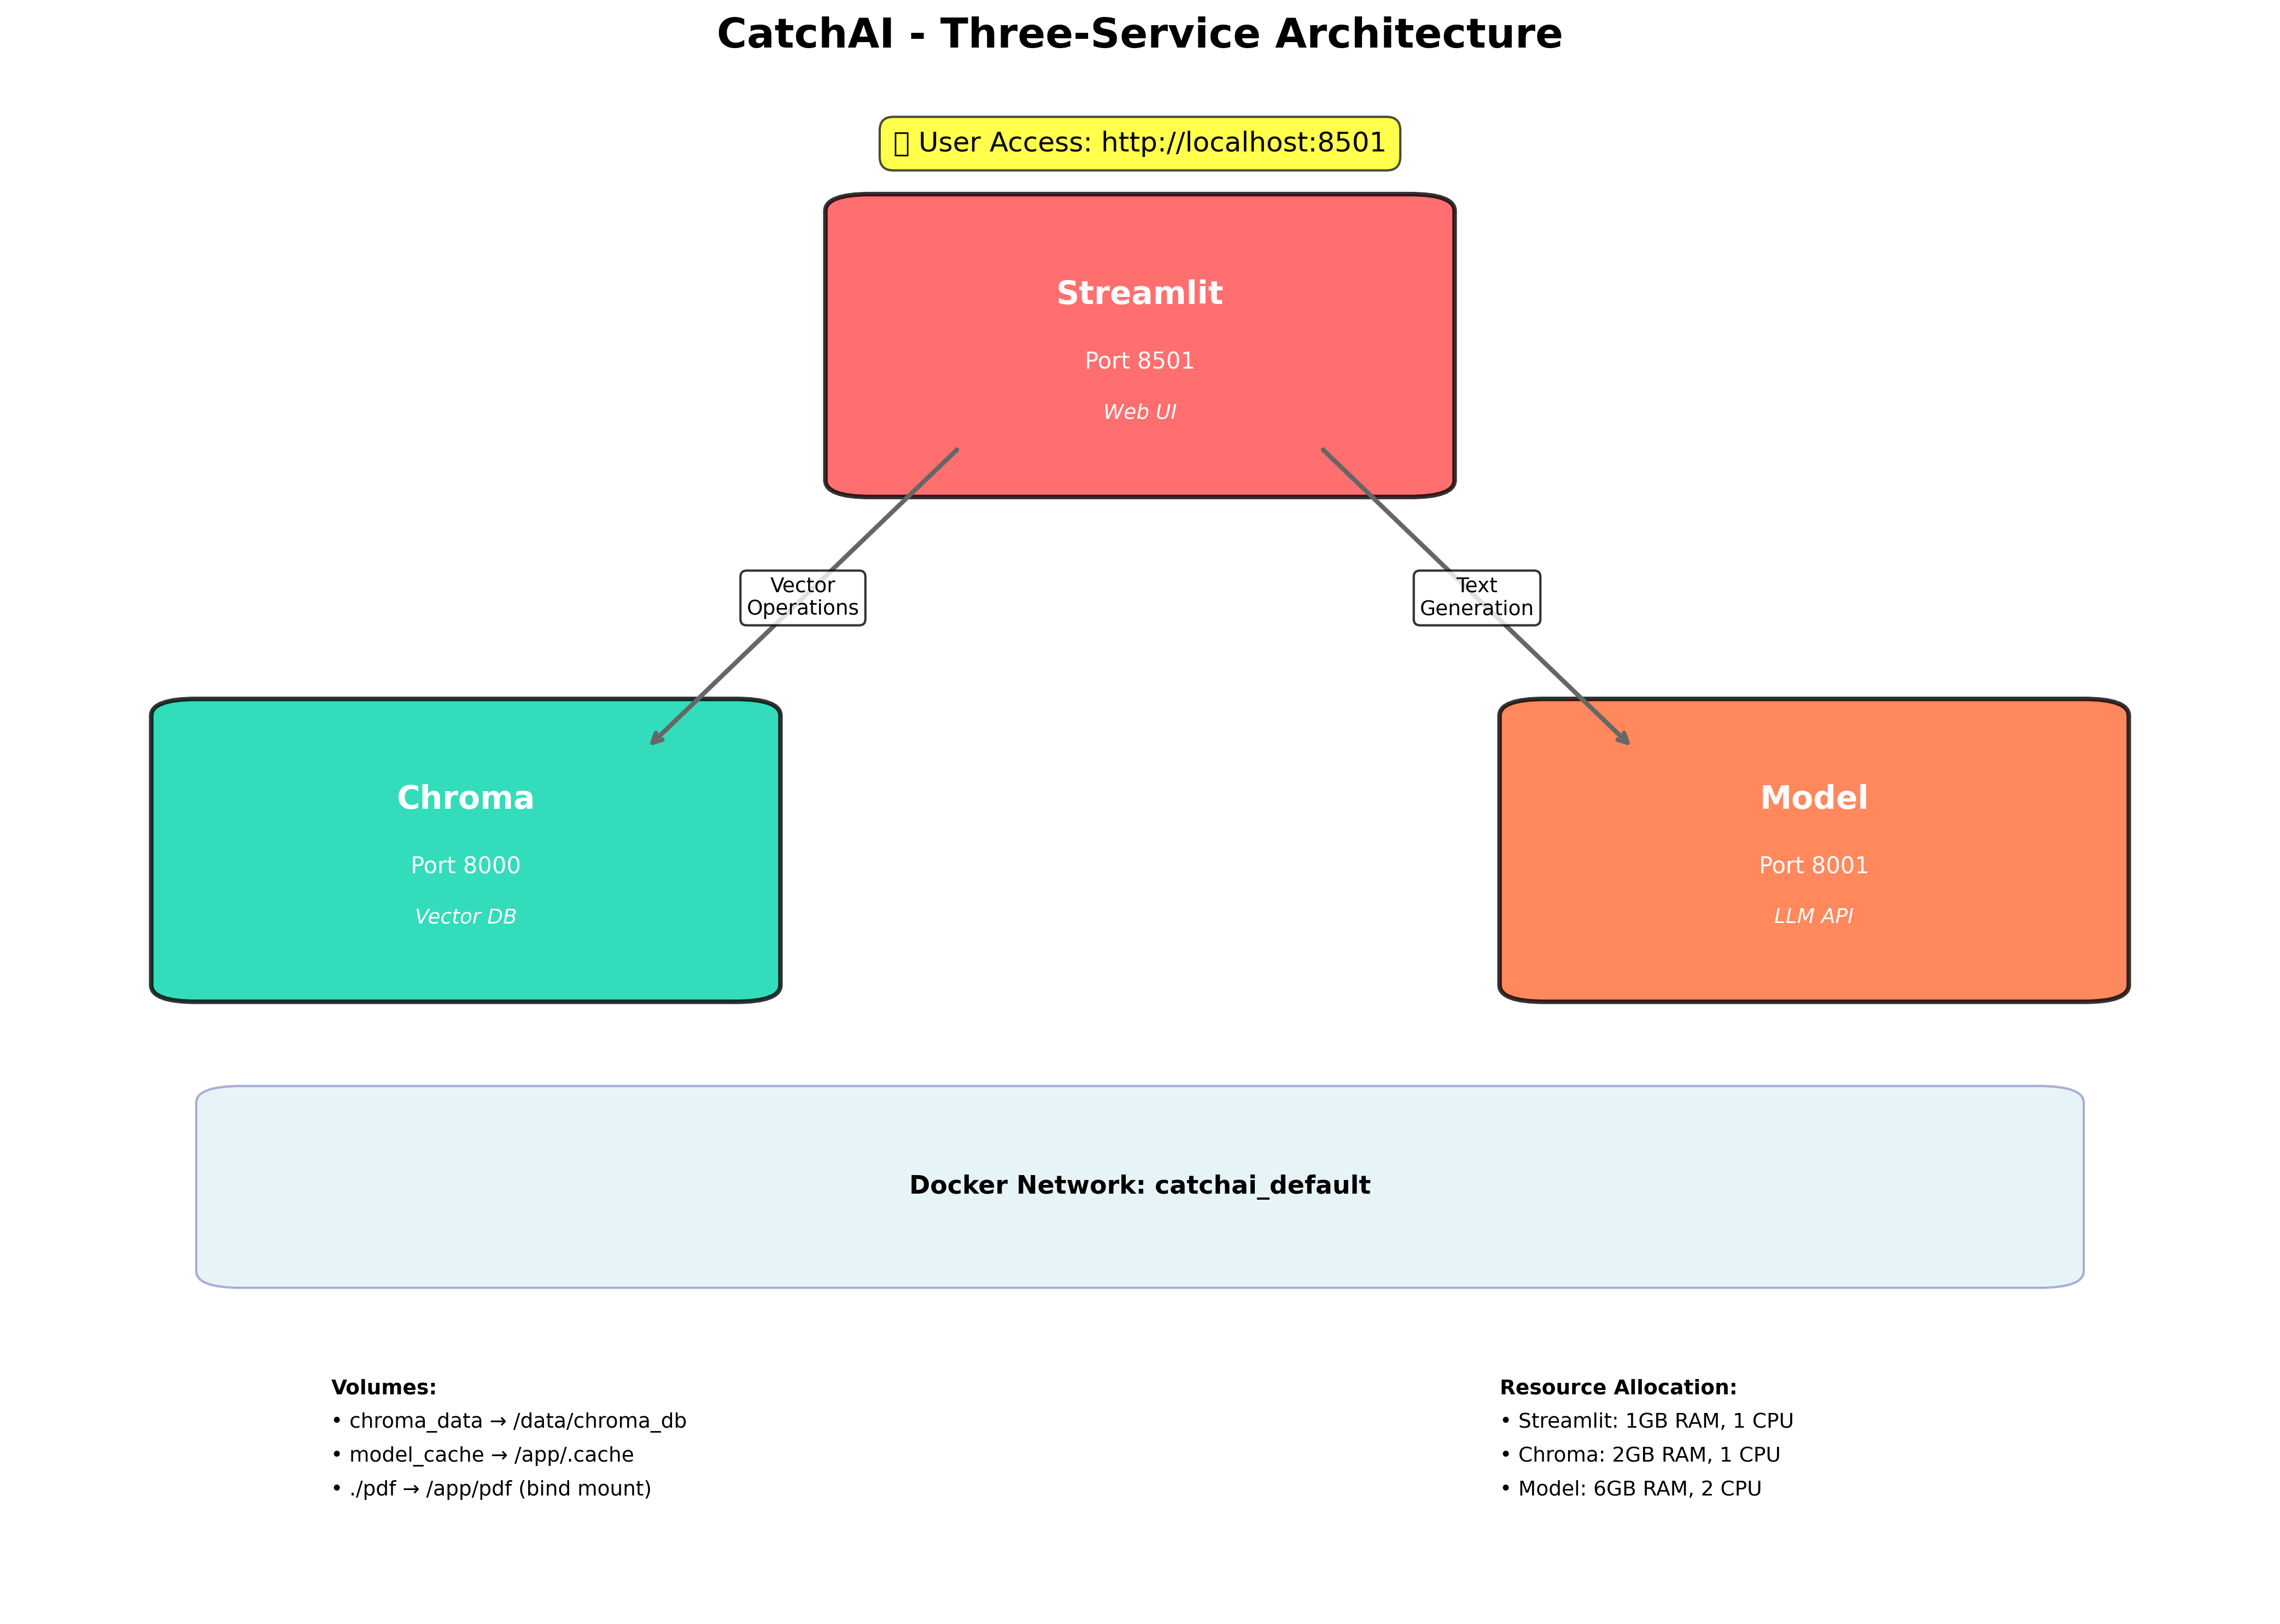 CatchAI - Three-Service Architecture
User Access: http://localhost:8501
Streamlit
Port 8501
Web UI
Vector
Operations
Text
Generation
Chroma
Port 8000
Vector DB
Model
Port 8001
LLM API
Docker Network: catchai_default
Volumes:
• chroma_data → /data/chroma_db
• model_cache → /app/.cache
• ./pdf → /app/pdf (bind mount)
Resource Allocation:
• Streamlit: 1GB RAM, 1 CPU
• Chroma: 2GB RAM, 1 CPU
• Model: 6GB RAM, 2 CPU